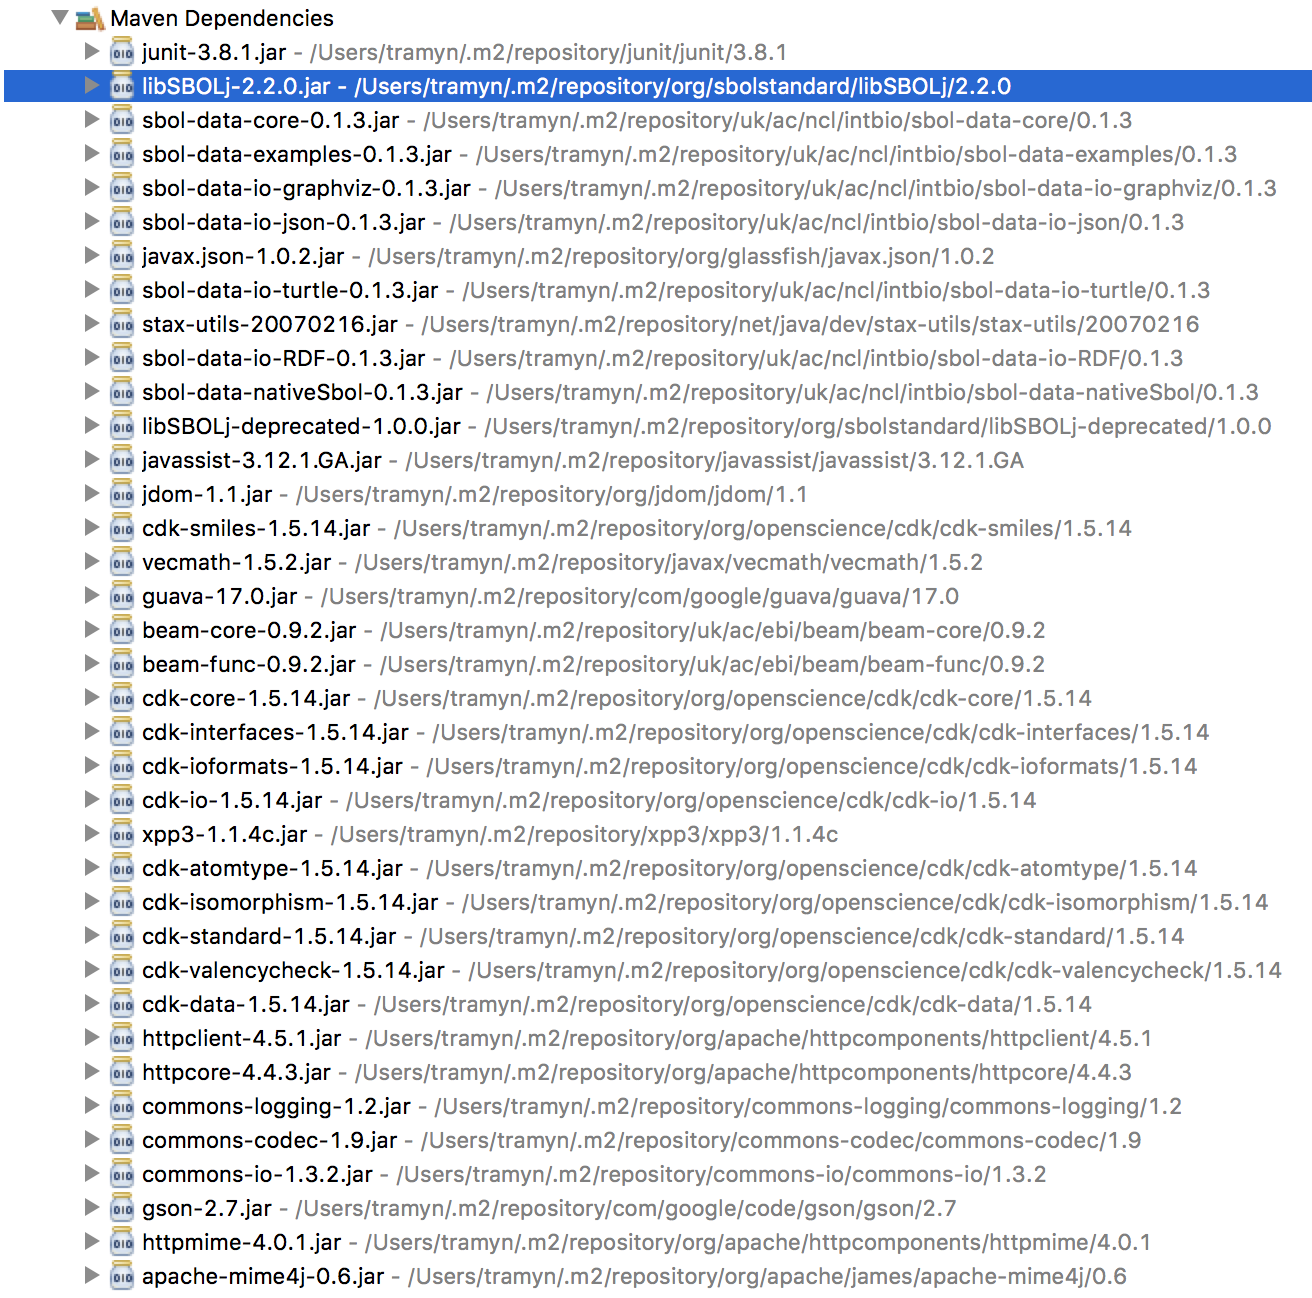 Maven Dependencies
junit-3.8.1.jar - /Users/tramyn/.m2/repository/junit/junit/3.8.1
libSBOLj-2.2.0.jar - /Users/tramyn/.m2/repository/org/sbolstandard/libSBOLj/2.2.0
sbol-data-core-0.1.3.jar - /Users/tramyn/.m2/repository/uk/ac/ncl/intbio/sbol-data-core/0.1.3
sbol-data-examples-0.1.3.jar - /Users/tramyn/.m2/repository/uk/ac/ncl/intbio/sbol-data-examples/0.1.3
sbol-data-io-graphviz-0.1.3.jar - /Users/tramyn/.m2/repository/uk/ac/ncl/intbio/sbol-data-io-graphviz/0.1.3
sbol-data-io-json-0.1.3.jar - /Users/tramyn/.m2/repository/uk/ac/ncl/intbio/sbol-data-io-json/0.1.3
javax.json-1.0.2.jar - /Users/tramyn/.m2/repository/org/glassfish/javax.json/1.0.2
sbol-data-io-turtle-0.1.3.jar - /Users/tramyn/.m2/repository/uk/ac/ncl/intbio/sbol-data-io-turtle/0.1.3
stax-utils-20070216.jar - /Users/tramyn/.m2/repository/net/java/dev/stax-utils/stax-utils/20070216
sbol-data-io-RDF-0.1.3.jar - /Users/tramyn/.m2/repository/uk/ac/ncl/intbio/sbol-data-io-RDF/0.1.3
sbol-data-nativeSbol-0.1.3.jar - /Users/tramyn/.m2/repository/uk/ac/ncl/intbio/sbol-data-nativeSbol/0.1.3
libSBOLj-deprecated-1.0.0.jar - /Users/tramyn/.m2/repository/org/sbolstandard/libSBOLj-deprecated/1.0.0
javassist-3.12.1.GA.jar - /Users/tramyn/.m2/repository/javassist/javassist/3.12.1.GA
jdom-1.1.jar - /Users/tramyn/.m2/repository/org/jdom/jdom/1.1
cdk-smiles-1.5.14.jar - /Users/tramyn/.m2/repository/org/openscience/cdk/cdk-smiles/1.5.14
vecmath-1.5.2.jar - /Users/tramyn/.m2/repository/javax/vecmath/vecmath/1.5.2
guava-17.0.jar - /Users/tramyn/.m2/repository/com/google/guava/guava/17.0
beam-core-0.9.2.jar - /Users/tramyn/.m2/repository/uk/ac/ebi/beam/beam-core/0.9.2
beam-func-0.9.2.jar - /Users/tramyn/.m2/repository/uk/ac/ebi/beam/beam-func/0.9.2
cdk-core-1.5.14.jar - /Users/tramyn/.m2/repository/org/openscience/cdk/cdk-core/1.5.14
cdk-interfaces-1.5.14.jar - /Users/tramyn/.m2/repository/org/openscience/cdk/cdk-interfaces/1.5.14
cdk-ioformats-1.5.14.jar - /Users/tramyn/.m2/repository/org/openscience/cdk/cdk-ioformats/1.5.14
cdk-io-1.5.14.jar - /Users/tramyn/.m2/repository/org/openscience/cdk/cdk-io/1.5.14
xpp3-1.1.4c.jar - /Users/tramyn/.m2/repository/xpp3/xpp3/1.1.4c
cdk-atomtype-1.5.14.jar - /Users/tramyn/.m2/repository/org/openscience/cdk/cdk-atomtype/1.5.14
cdk-isomorphism-1.5.14.jar - /Users/tramyn/.m2/repository/org/openscience/cdk/cdk-isomorphism/1.5.14
cdk-standard-1.5.14.jar - /Users/tramyn/.m2/repository/org/openscience/cdk/cdk-standard/1.5.14
cdk-valencycheck-1.5.14.jar - /Users/tramyn/.m2/repository/org/openscience/cdk/cdk-valencycheck/1.5.14
cdk-data-1.5.14.jar - /Users/tramyn/.m2/repository/org/openscience/cdk/cdk-data/1.5.14
httpclient-4.5.1.jar - /Users/tramyn/.m2/repository/org/apache/httpcomponents/httpclient/4.5.1
httpcore-4.4.3.jar - /Users/tramyn/.m2/repository/org/apache/httpcomponents/httpcore/4.4.3
commons-logging-1.2.jar - /Users/tramyn/.m2/repository/commons-logging/commons-logging/1.2
commons-codec-1.9.jar - /Users/tramyn/.m2/repository/commons-codec/commons-codec/1.9
commons-io-1.3.2.jar - /Users/tramyn/.m2/repository/commons-io/commons-io/1.3.2
gson-2.7.jar - /Users/tramyn/.m2/repository/com/google/code/gson/gson/2.7
httpmime-4.0.1.jar - /Users/tramyn/.m2/repository/org/apache/httpcomponents/httpmime/4.0.1
apache-mime4j-0.6.jar - /Users/tramyn/.m2/repository/org/apache/james/apache-mime4j/0.6